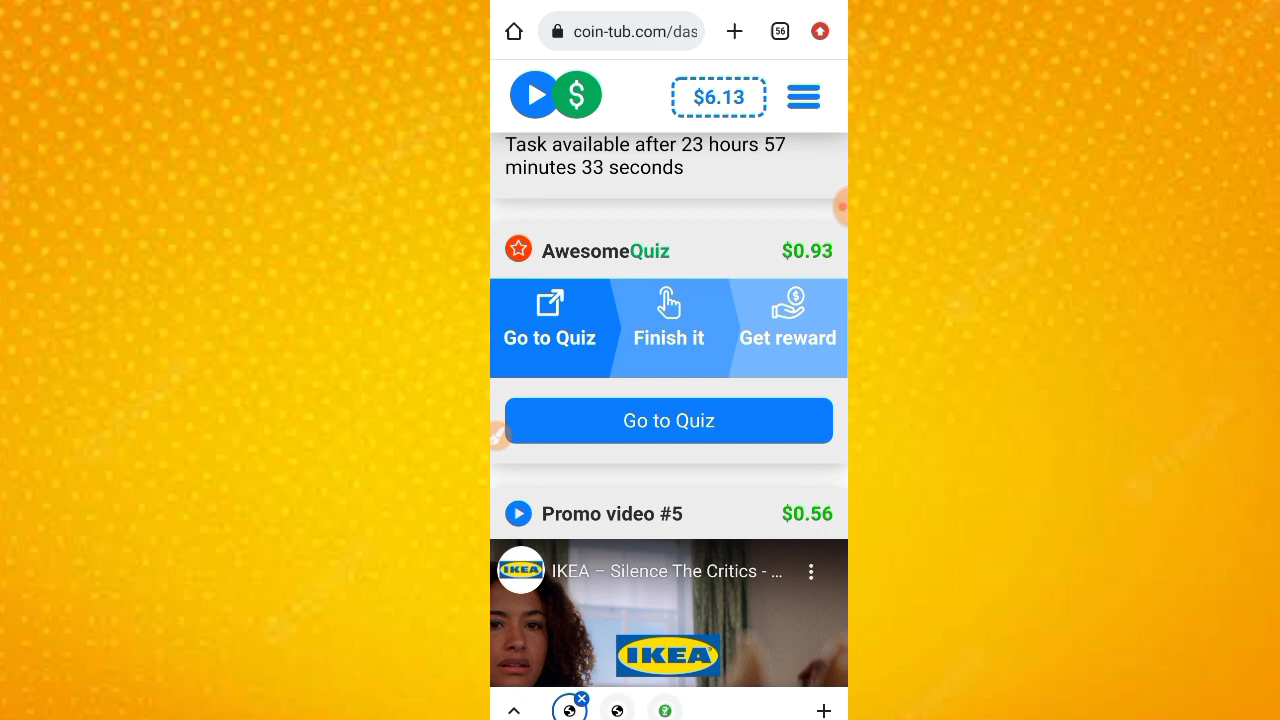 coin-tub.com/das
56
$6.13
Task available after 23 hours 57
minutes 33 seconds
AwesomeQuiz $0.93
Go to Quiz Finish it Get reward
Go to Quiz
Promo video #5 $0.56
IKEA IKEA – Silence The Critics - ...
IKEA